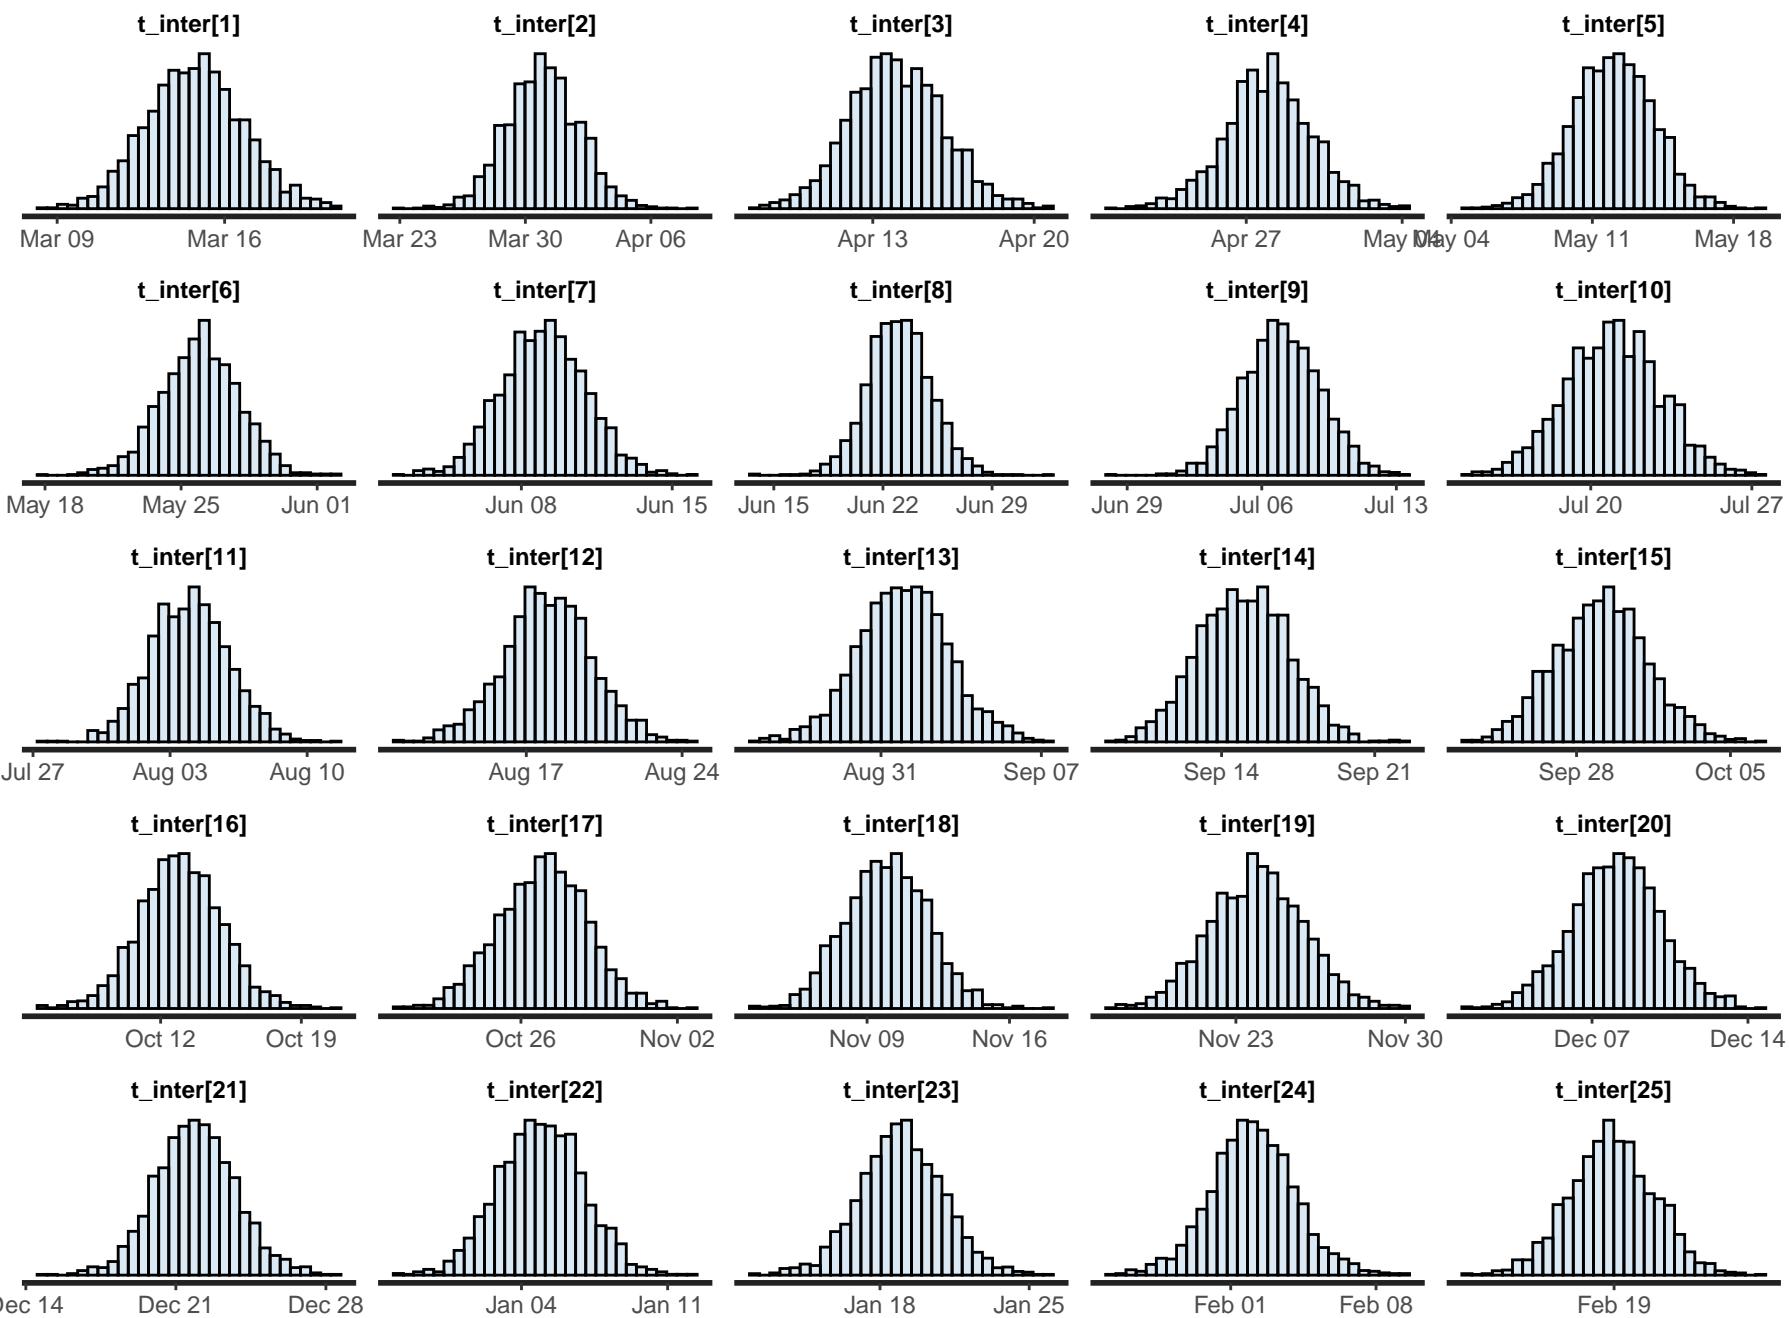 t_inter[1] t_inter[2] t_inter[3] t_inter[4] t_inter[5]
Mar 09 Mar 16 Mar 23 Mar 30 Apr 06 Apr 13 Apr 20 Apr 27 May 04 May 04 May 11 May 18
t_inter[6] t_inter[7] t_inter[8] t_inter[9] t_inter[10]
May 18 May 25 Jun 01 Jun 08 Jun 15 Jun 15 Jun 22 Jun 29 Jun 29 Jul 06 Jul 13 Jul 20 Jul 27
t_inter[11] t_inter[12] t_inter[13] t_inter[14] t_inter[15]
Jul 27 Aug 03 Aug 10 Aug 17 Aug 24 Aug 31 Sep 07 Sep 14 Sep 21 Sep 28 Oct 05
t_inter[16] t_inter[17] t_inter[18] t_inter[19] t_inter[20]
Oct 12 Oct 19 Oct 26 Nov 02 Nov 09 Nov 16 Nov 23 Nov 30 Dec 07 Dec 14
t_inter[21] t_inter[22] t_inter[23] t_inter[24] t_inter[25]
Dec 14 Dec 21 Dec 28 Jan 04 Jan 11 Jan 18 Jan 25 Feb 01 Feb 08 Feb 19